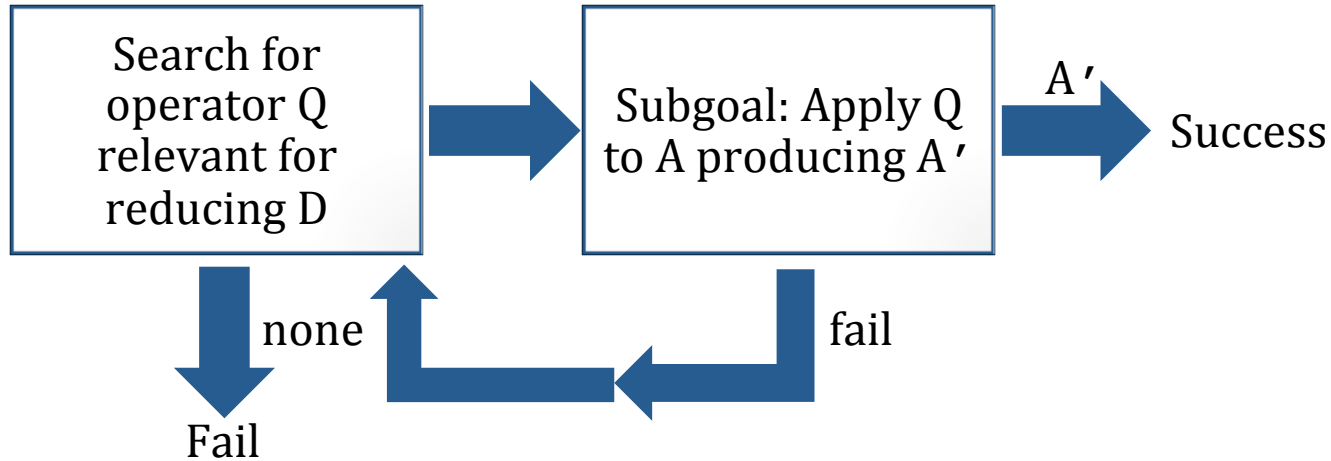 Search for
operator Q
relevant for
reducing D
Subgoal: Apply Q
to A producing A′
A′
Success
none
fail
Fail